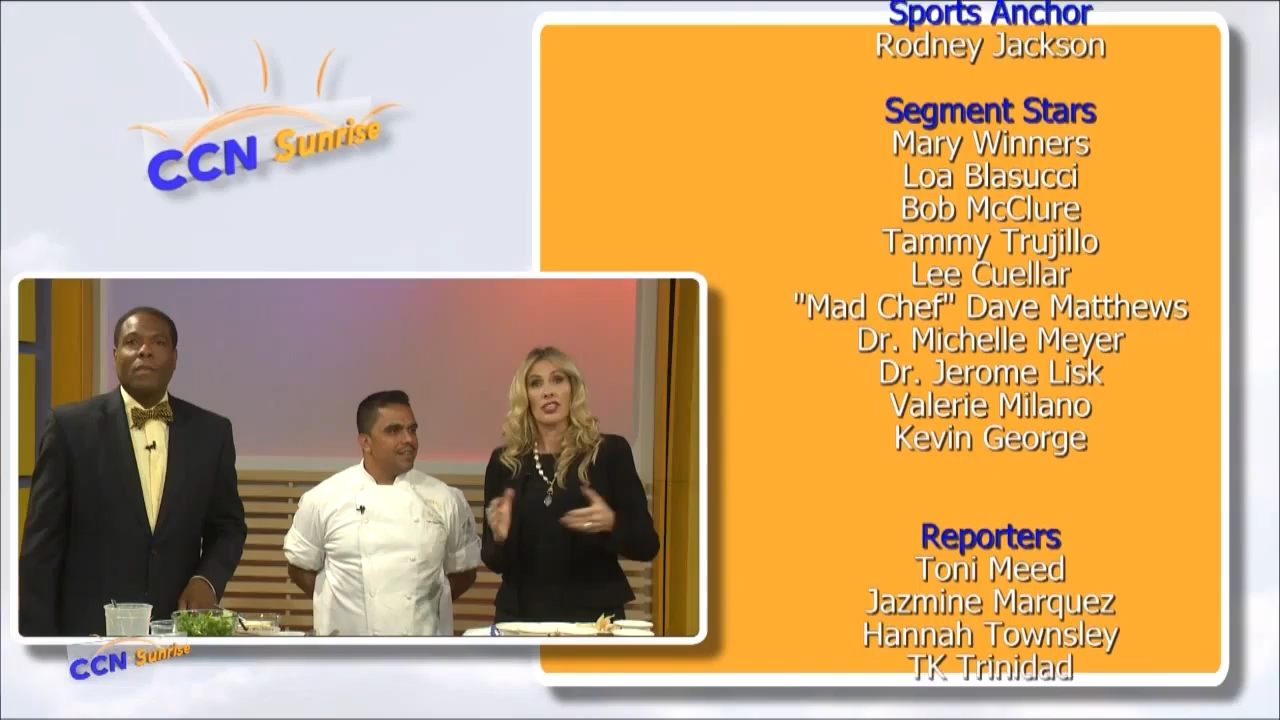 CCN Sunrise
Sports Anchor
Rodney Jackson
Segment Stars
Mary Winners
Loa Blasucci
Bob McClure
Tammy Trujillo
Lee Cuellar
"Mad Chef" Dave Matthews
Dr. Michelle Meyer
Dr. Jerome Lisk
Valerie Milano
Kevin George
Reporters
Toni Meed
Jazmine Marquez
Hannah Townsley
TK Trinidad
CCN Sunrise